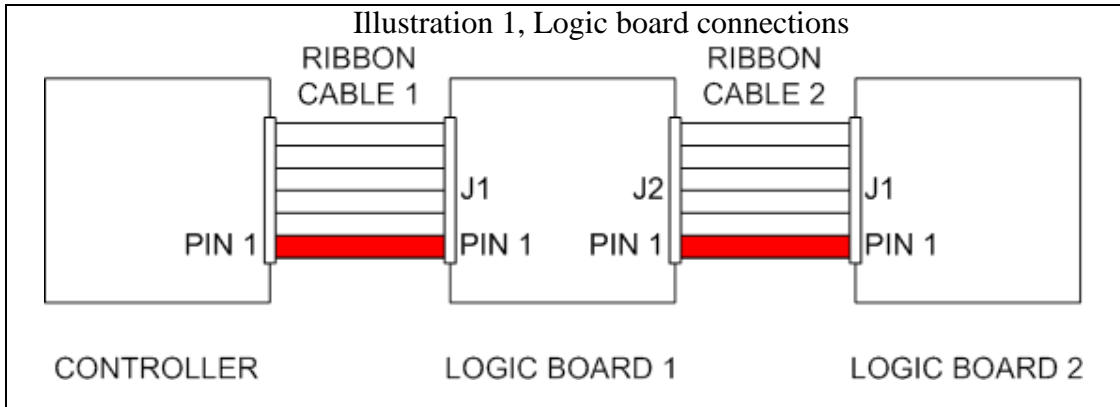 Illustration 1, Logic board connections
RIBBON
CABLE 1
RIBBON
CABLE 2
J1
J2
J1
PIN 1
PIN 1
PIN 1
PIN 1
CONTROLLER
LOGIC BOARD 1
LOGIC BOARD 2